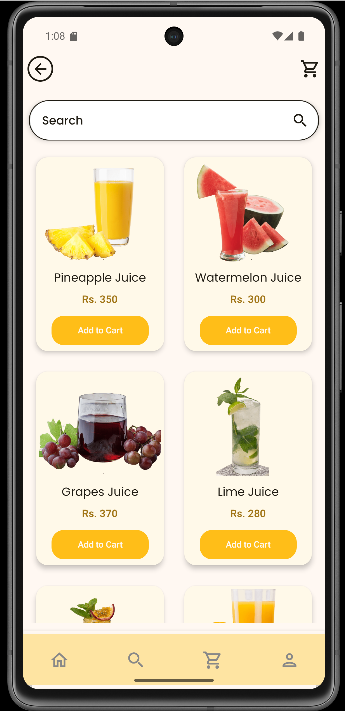 1:08
Search
Pineapple Juice
Rs. 350
Add to Cart
Watermelon Juice
Rs. 300
Add to Cart
Grapes Juice
Rs. 370
Add to Cart
Lime Juice
Rs. 280
Add to Cart